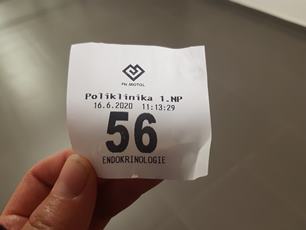 FN MOTOL
Poliklinika 1.NP
16.6.2020 11:13:29
56
ENDOKRINOLOGIE